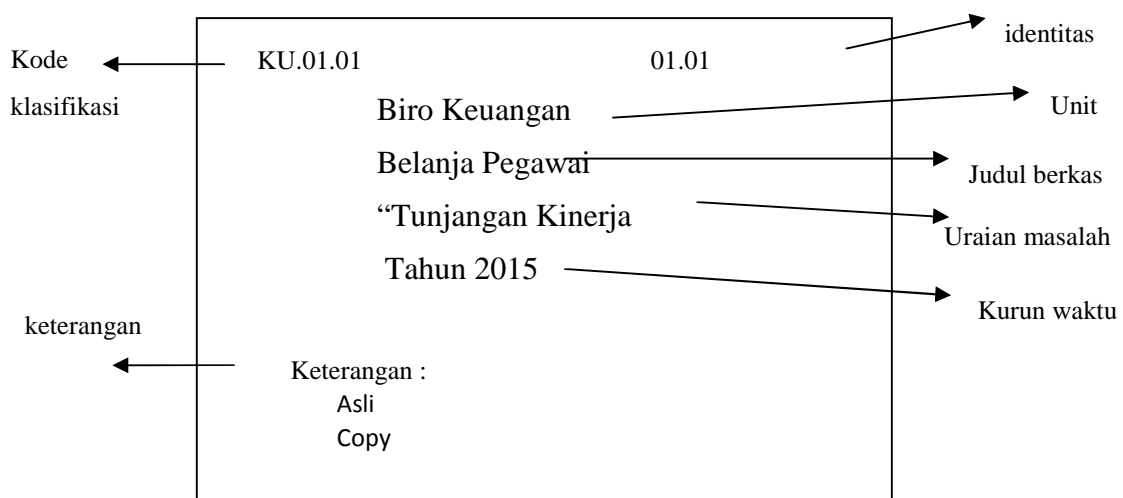 identitas
Kode
klasifikasi
KU.01.01 01.01
Biro Keuangan
Unit
Belanja Pegawai
Judul berkas
“Tunjangan Kinerja
Uraian masalah
Tahun 2015
Kurun waktu
keterangan
Keterangan :
Asli
Copy